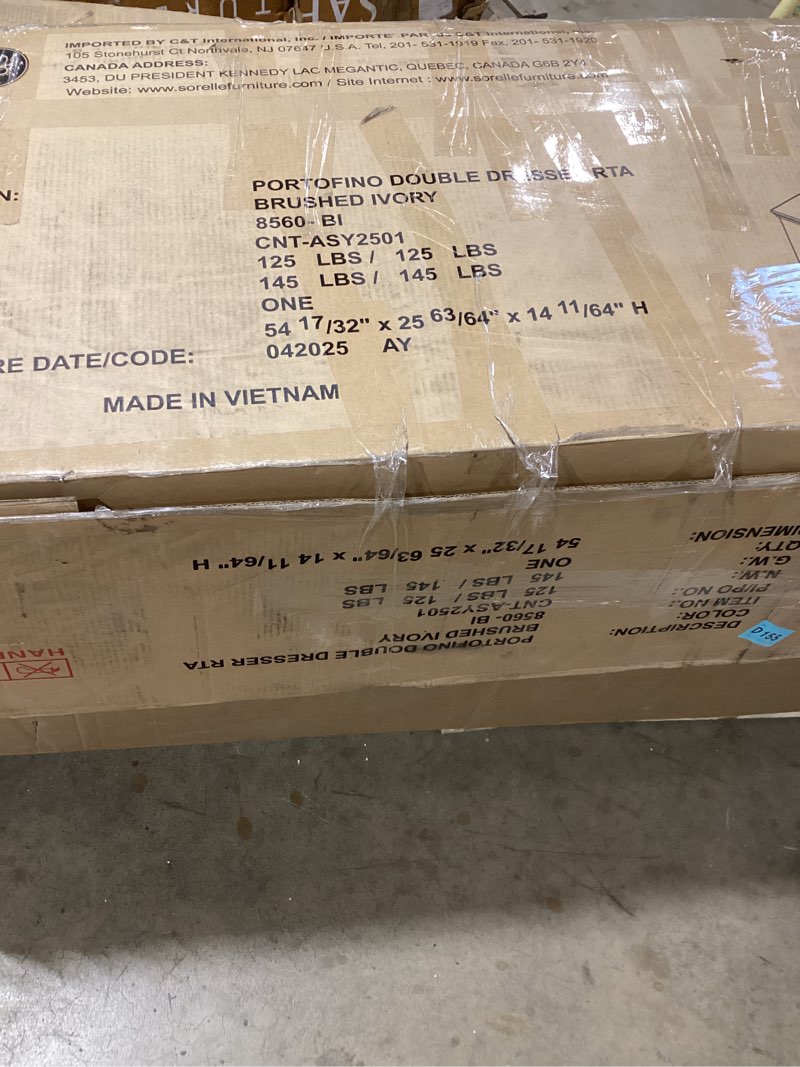 SAFE TURE
IMPORTED BY C&T International, Inc. / IMPORTE PAR C&T International,
105 Stonehurst Ct Northvale, NJ 07647 U.S.A. Tel, 201- 531-1919 Fax, 201- 531-1920
CANADA ADDRESS:
3453, DU PRESIDENT KENNEDY LAC MEGANTIC, QUEBEC, CANADA G6B 2Y4
Website: www.sorellefurniture.com / Site Internet : www.sorellefurniture.com
N: PORTOFINO DOUBLE DRESSER RTA
BRUSHED IVORY
8560- BI
CNT-ASY2501
125 LBS / 125 LBS
145 LBS / 145 LBS
ONE
54 17/32" x 25 63/64" x 14 11/64" H
RE DATE/CODE: 042025 AY
MADE IN VIETNAM
DESCRIPTION: PORTOFINO DOUBLE DRESSER RTA
COLOR: BRUSHED IVORY
ITEM NO.: 8560- BI
PI/PO NO.: CNT-ASY2501
N.W.: 125 LBS / 125 LBS
G.W.: 145 LBS / 145 LBS
QTY: ONE
DIMENSION: 54 17/32" x 25 63/64" x 14 11/64" H
D155
HAN